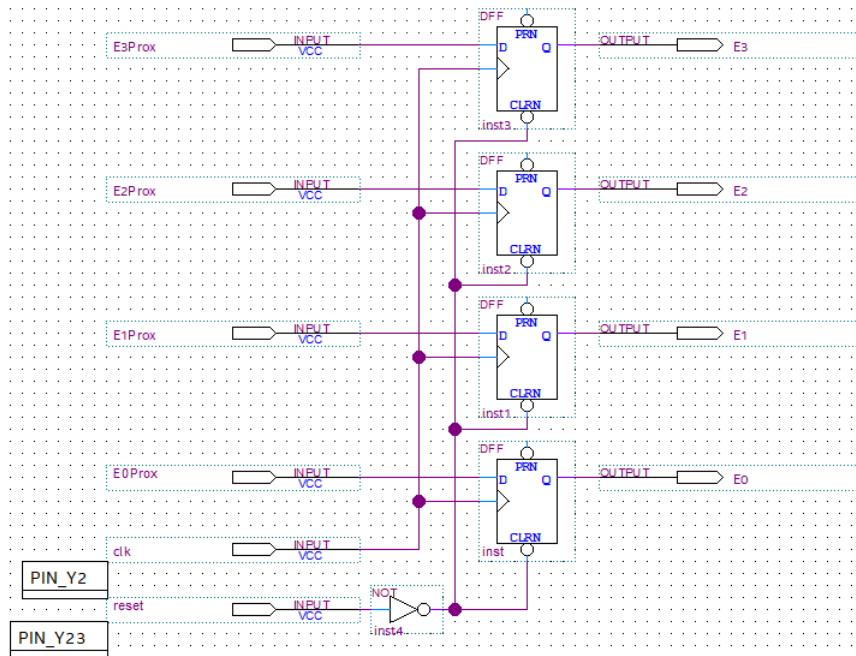 DFF
E3Prox INPUT VCC D PRN Q OUTPUT E3
CLRN
inst3
DFF
E2Prox INPUT VCC D PRN Q OUTPUT E2
CLRN
inst2
DFF
E1Prox INPUT VCC D PRN Q OUTPUT E1
CLRN
inst1
DFF
E0Prox INPUT VCC D PRN Q OUTPUT E0
CLRN
clk INPUT VCC inst
PIN_Y2
NOT
reset INPUT VCC
inst4
PIN_Y23